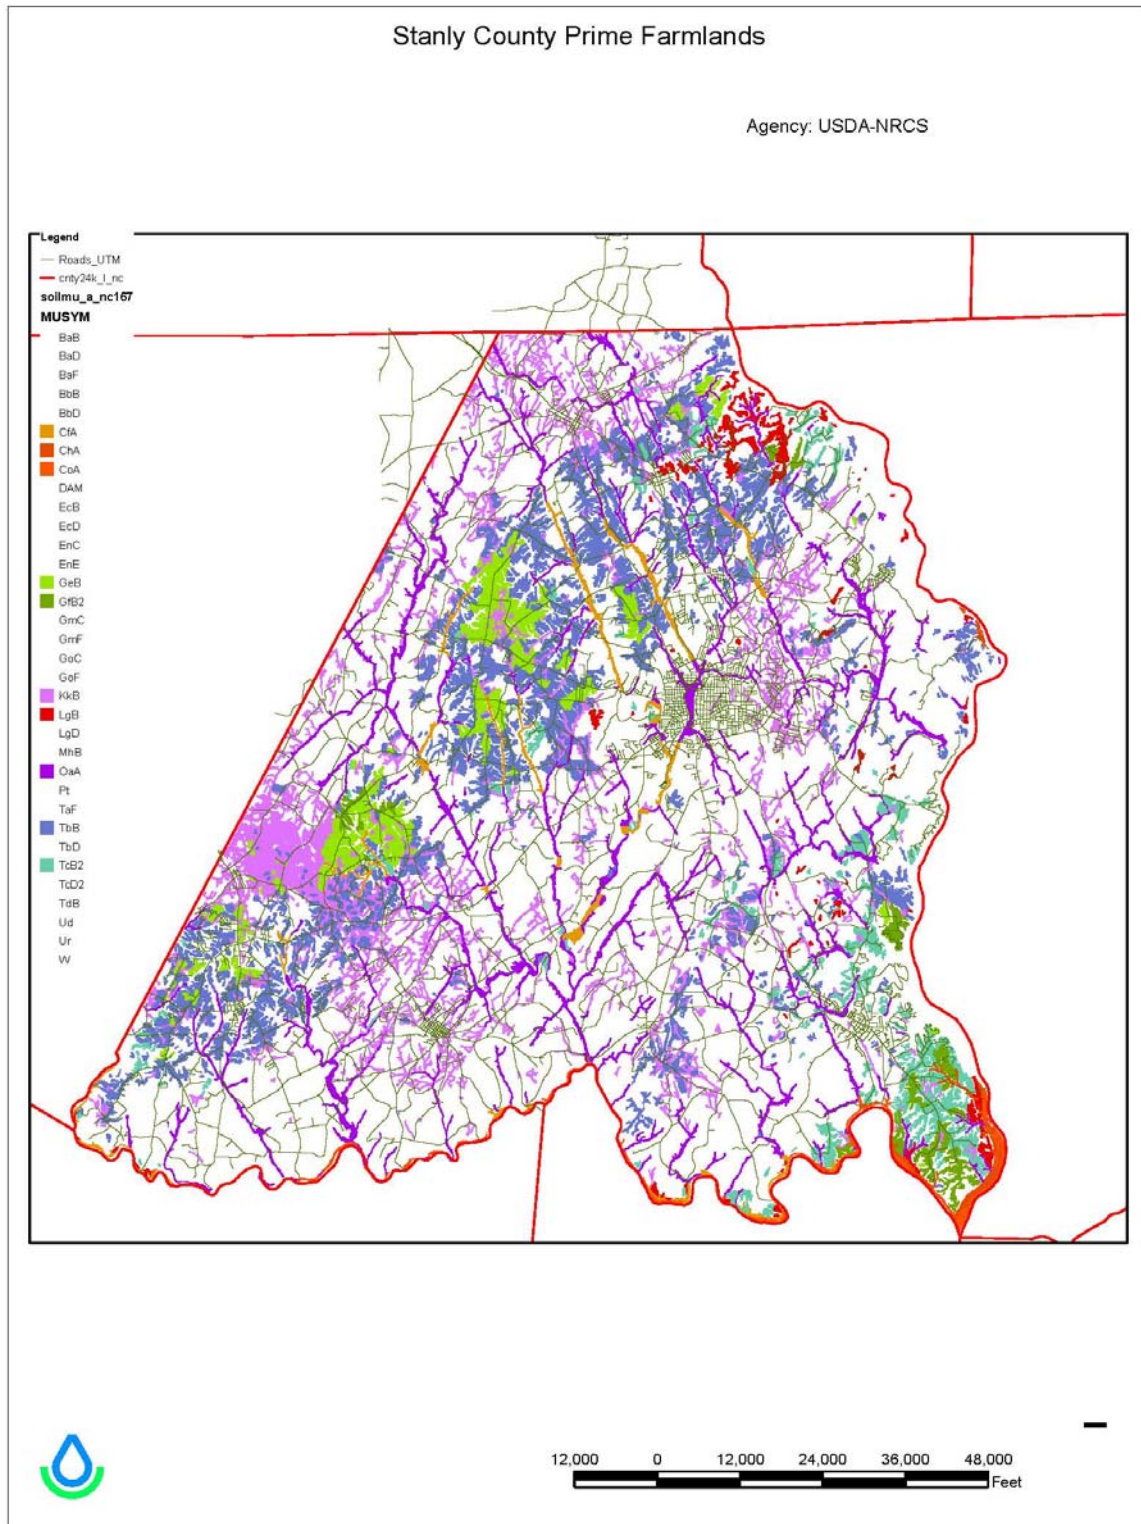 Stanly County Prime Farmlands
Agency: USDA-NRCS
Legend
Roads_UTM
cnty24k_l_nc
soilmu_a_nc167
MUSYM
BaB
BaD
BaF
BbB
BbD
CfA
ChA
CoA
DAM
EcB
EcD
EnC
EnE
GeB
GfB2
GmC
GmF
GoC
GoF
KkB
LgB
LgD
MhB
OaA
Pt
TaF
TbB
TbD
TcB2
TcD2
TdB
Ud
Ur
W
12,000 0 12,000 24,000 36,000 48,000
Feet